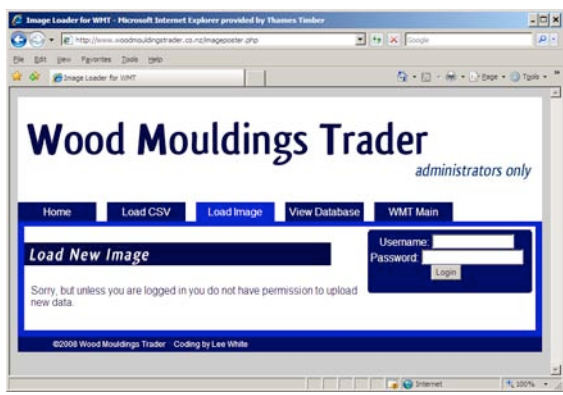 Image Loader for WMT - Microsoft Internet Explorer provided by Thames Timber
http://www.woodmouldingstrader.co.nz/imageposter.php
Google
File Edit View Favorites Tools Help
Image Loader for WMT
Page Tools
Wood Mouldings Trader
administrators only
Home Load CSV Load Image View Database WMT Main
Username:
Load New Image
Password:
Login
Sorry, but unless you are logged in you do not have permission to upload
new data.
©2008 Wood Mouldings Trader Coding by Lee White
Internet 100%